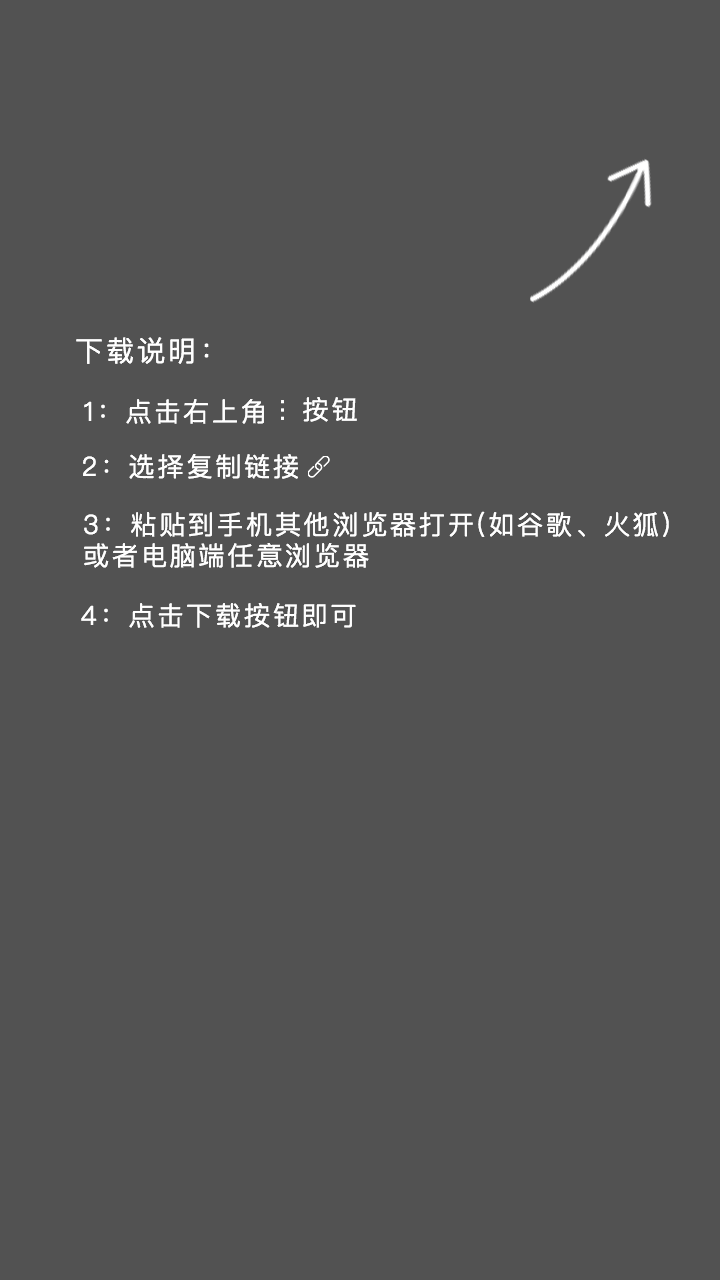 下载说明：
1：点击右上角⋮按钮
2：选择复制链接🔗
3：粘贴到手机其他浏览器打开(如谷歌、火狐)
或者电脑端任意浏览器
4：点击下载按钮即可